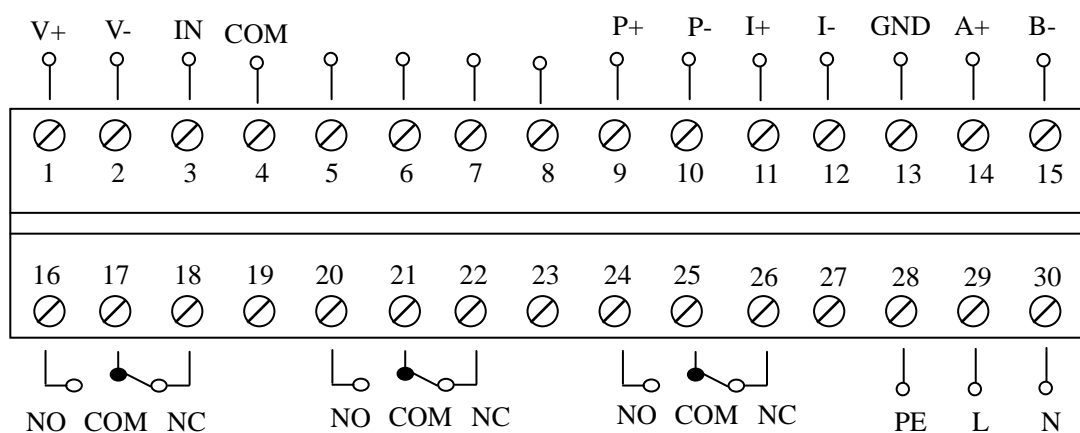 V+ V- IN COM P+ P- I+ I- GND A+ B-
1 2 3 4 5 6 7 8 9 10 11 12 13 14 15
16 17 18 19 20 21 22 23 24 25 26 27 28 29 30
NO COM NC NO COM NC NO COM NC PE L N